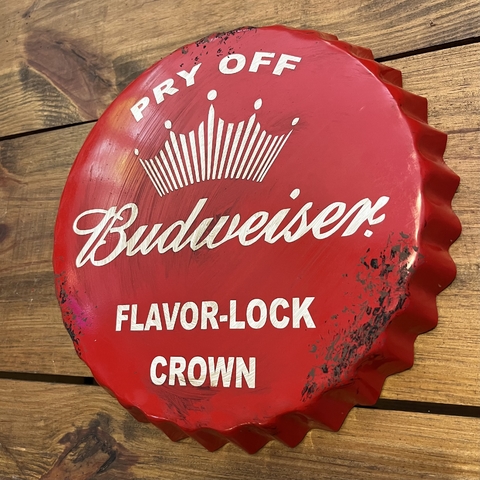 PRY OFF
Budweiser
FLAVOR-LOCK
CROWN